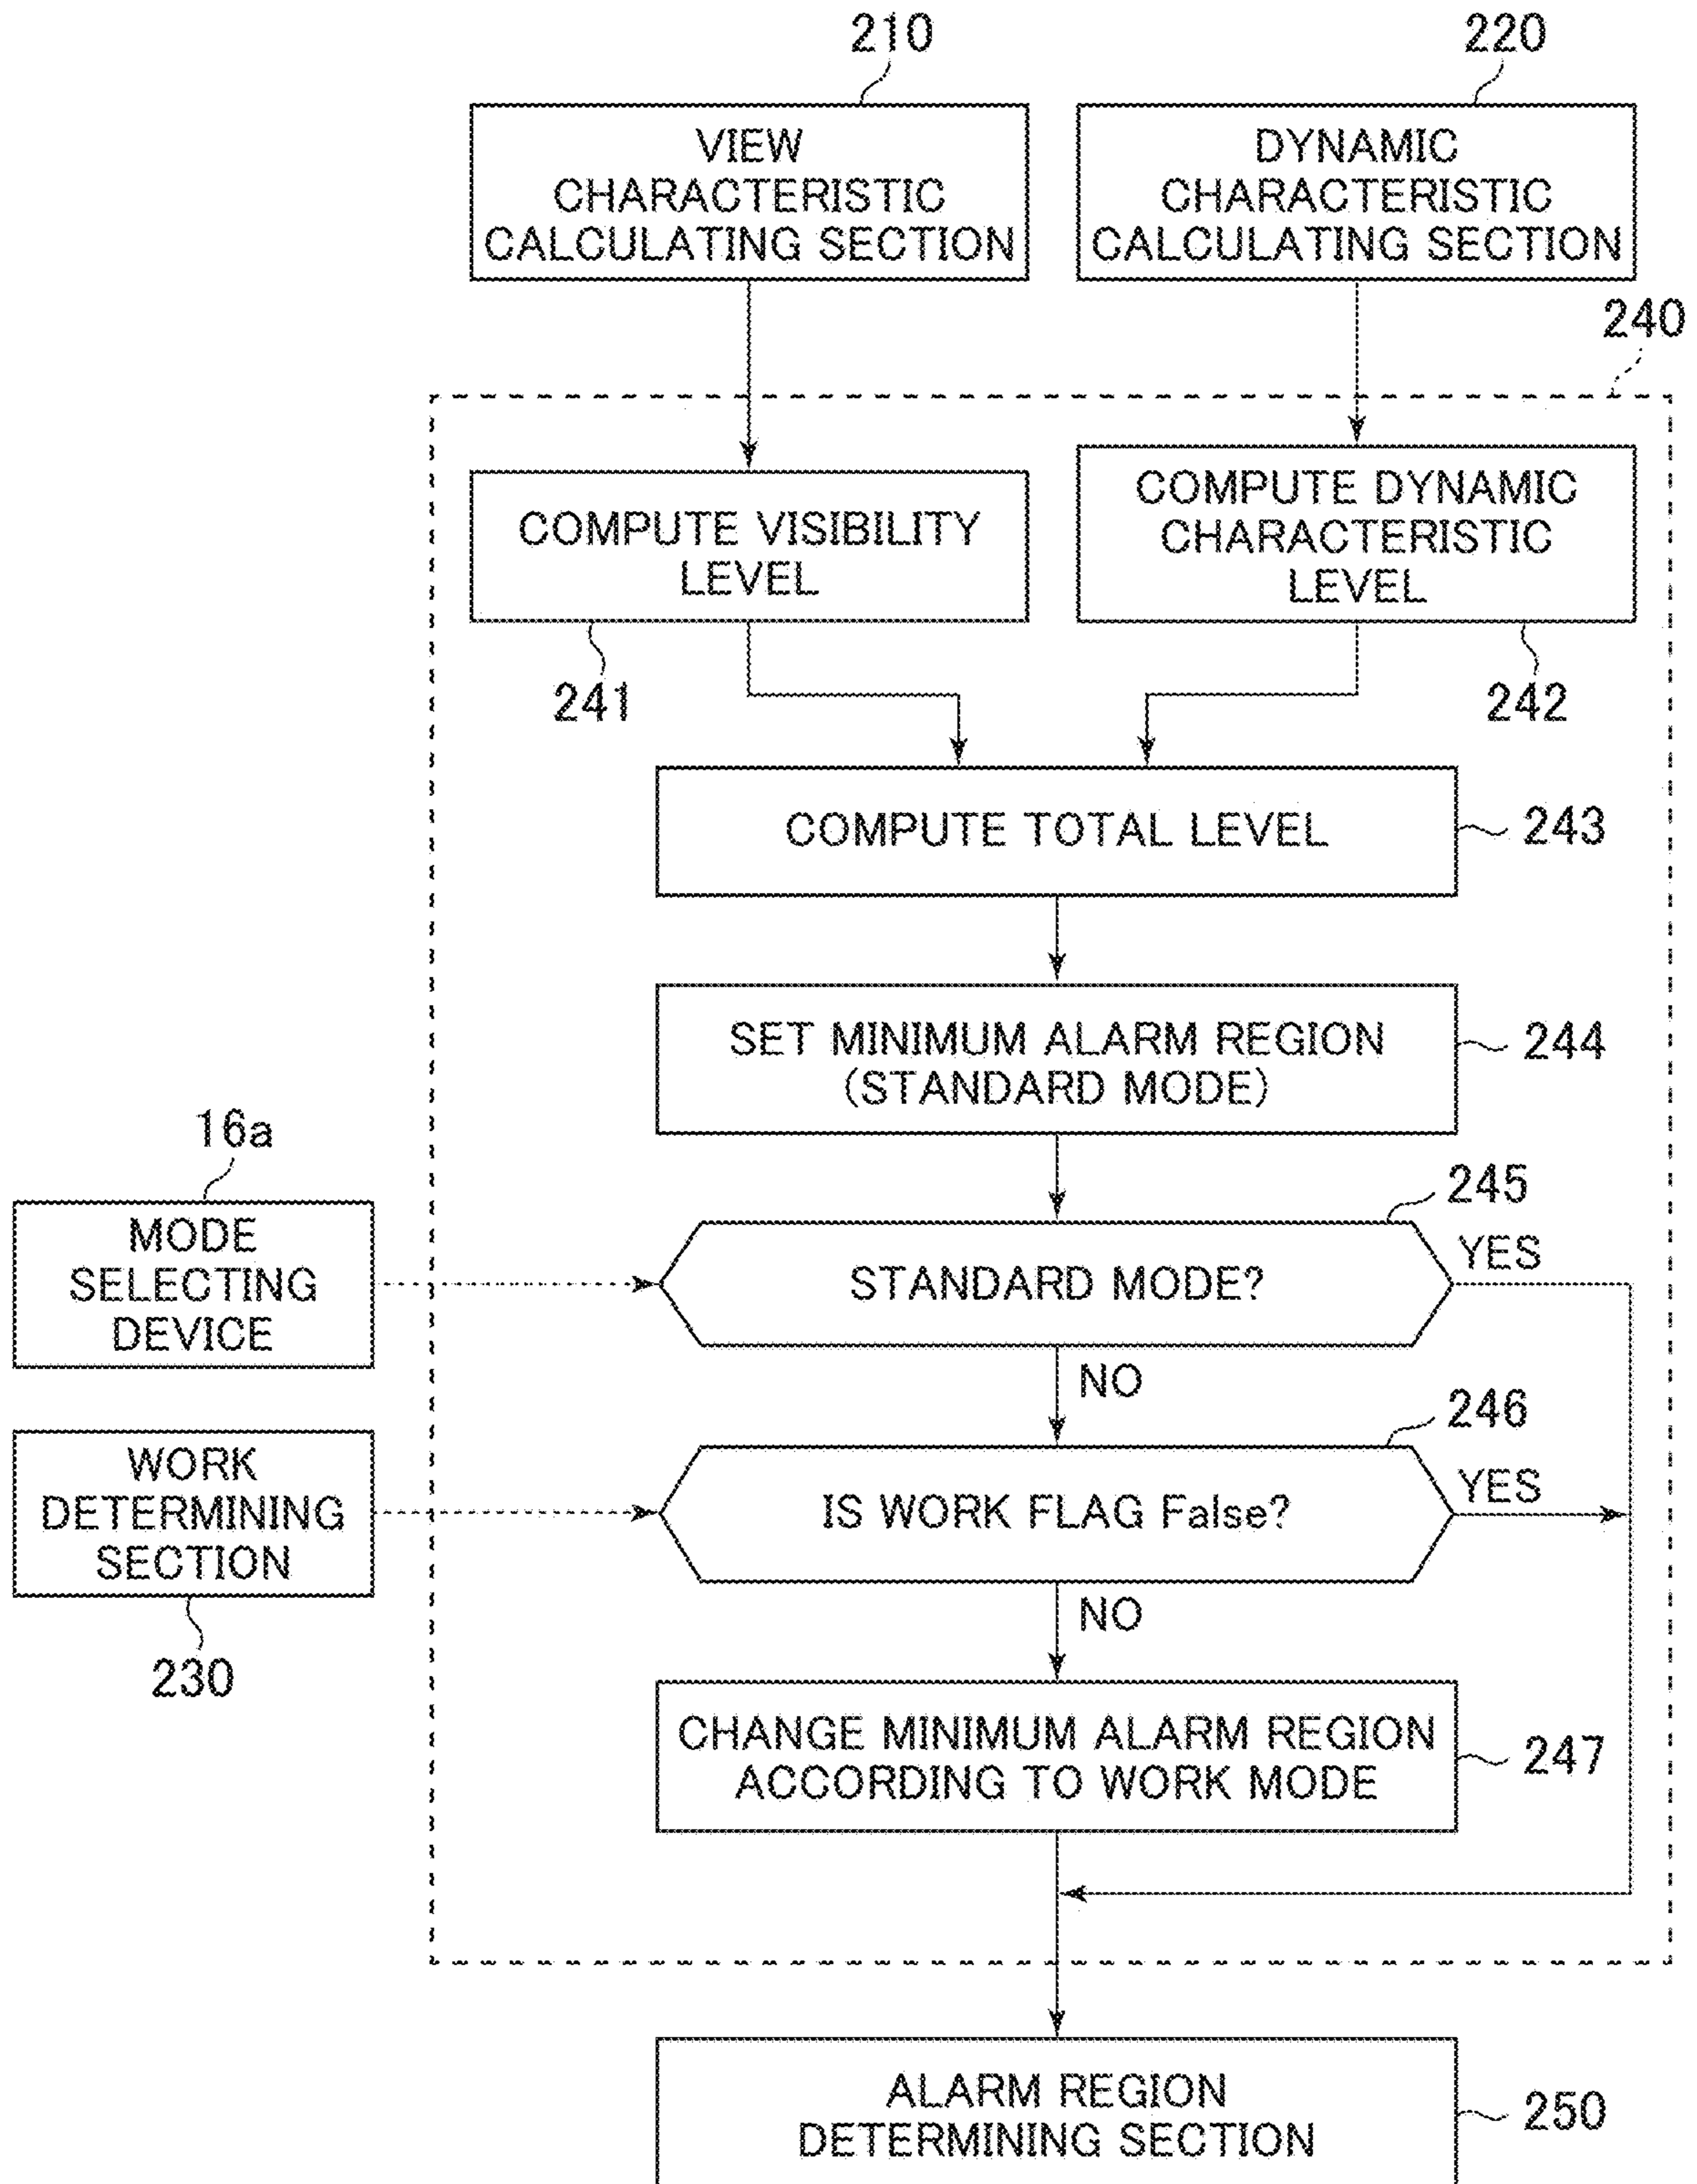 210
220
VIEW
CHARACTERISTIC
CALCULATING SECTION
DYNAMIC
CHARACTERISTIC
CALCULATING SECTION
240
COMPUTE VISIBILITY
LEVEL
COMPUTE DYNAMIC
CHARACTERISTIC
LEVEL
241
242
COMPUTE TOTAL LEVEL
243
SET MINIMUM ALARM REGION
(STANDARD MODE)
244
16a
MODE
SELECTING
DEVICE
245
STANDARD MODE?
YES
NO
WORK
DETERMINING
SECTION
230
246
IS WORK FLAG False?
YES
NO
CHANGE MINIMUM ALARM REGION
ACCORDING TO WORK MODE
247
ALARM REGION
DETERMINING SECTION
250